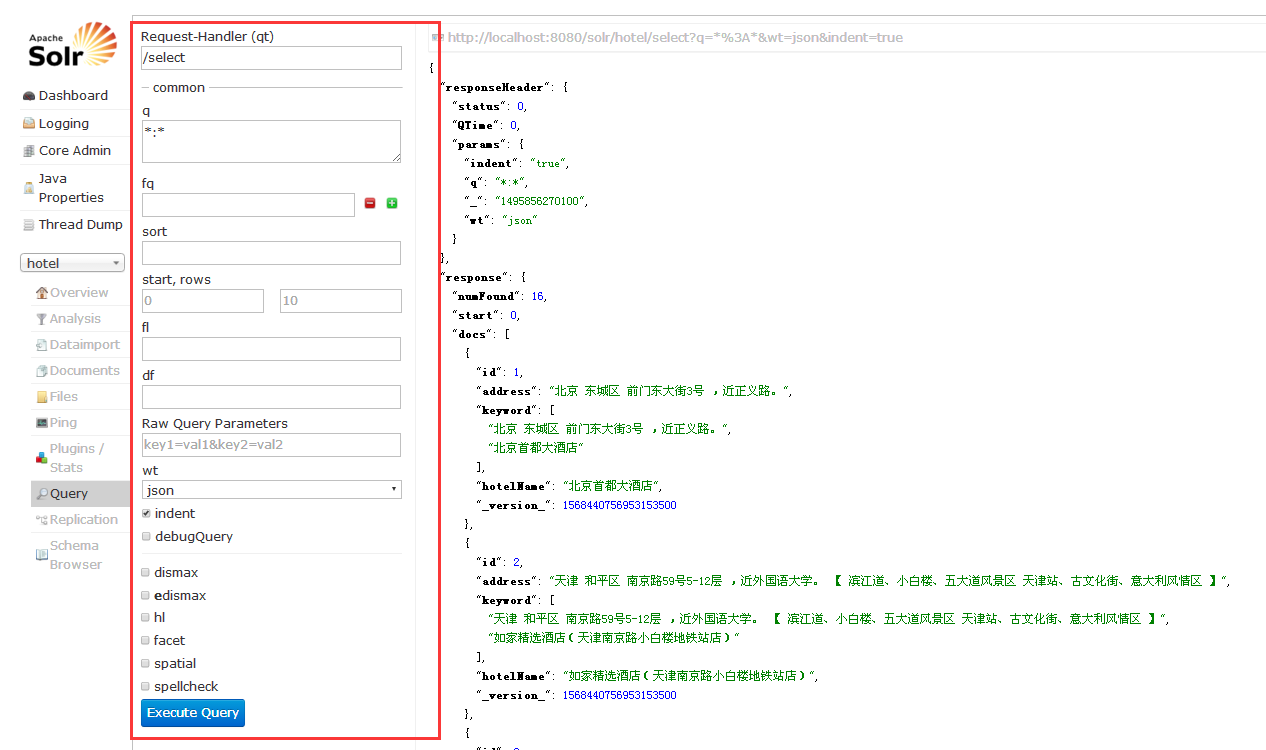 Apache
Solr
Dashboard
Logging
Core Admin
Java
Properties
Thread Dump
hotel
Overview
Analysis
Dataimport
Documents
Files
Ping
Plugins /
Stats
Query
Replication
Schema
Browser
Request-Handler (qt)
/select
common
q
*:*
fq
sort
start, rows
0 10
fl
df
Raw Query Parameters
key1=val1&key2=val2
wt
json
indent
debugQuery
dismax
edismax
hl
facet
spatial
spellcheck
Execute Query
http://localhost:8080/solr/hotel/select?q=*%3A*&wt=json&indent=true
{
"responseHeader": {
"status": 0,
"QTime": 0,
"params": {
"indent": "true",
"q": "*:*",
"_": "1495856270100",
"wt": "json"
}
},
"response": {
"numFound": 16,
"start": 0,
"docs": [
{
"id": 1,
"address": "北京 东城区 前门东大街3号 ，近正义路。",
"keyword": [
"北京 东城区 前门东大街3号 ，近正义路。",
"北京首都大酒店"
],
"hotelName": "北京首都大酒店",
"_version_": 1568440756953153500
},
{
"id": 2,
"address": "天津 和平区 南京路59号5-12层 ，近外国语大学。 【 滨江道、小白楼、五大道风景区 天津站、古文化街、意大利风情区 】",
"keyword": [
"天津 和平区 南京路59号5-12层 ，近外国语大学。 【 滨江道、小白楼、五大道风景区 天津站、古文化街、意大利风情区 】",
"如家精选酒店（天津南京路小白楼地铁站店）"
],
"hotelName": "如家精选酒店（天津南京路小白楼地铁站店）",
"_version_": 1568440756953153500
},
{